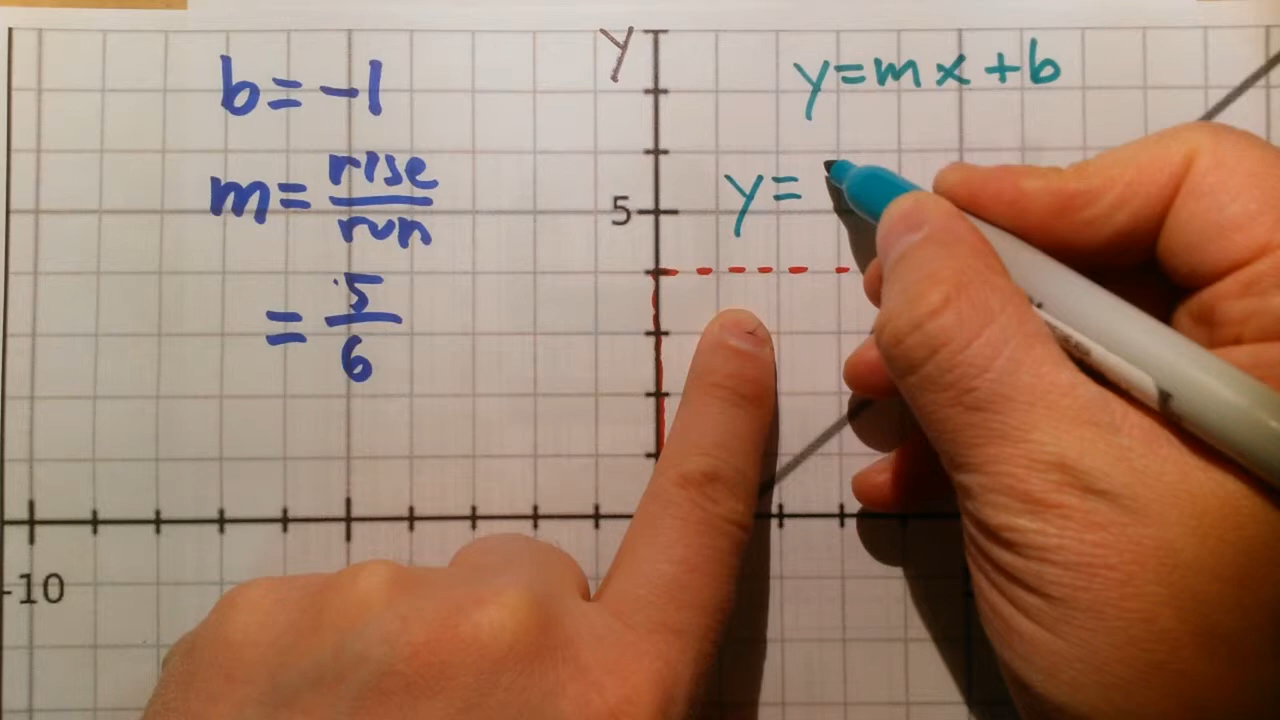 b = -1
m = rise/run
= 5/6
y
y = mx + b
y =
5
-10